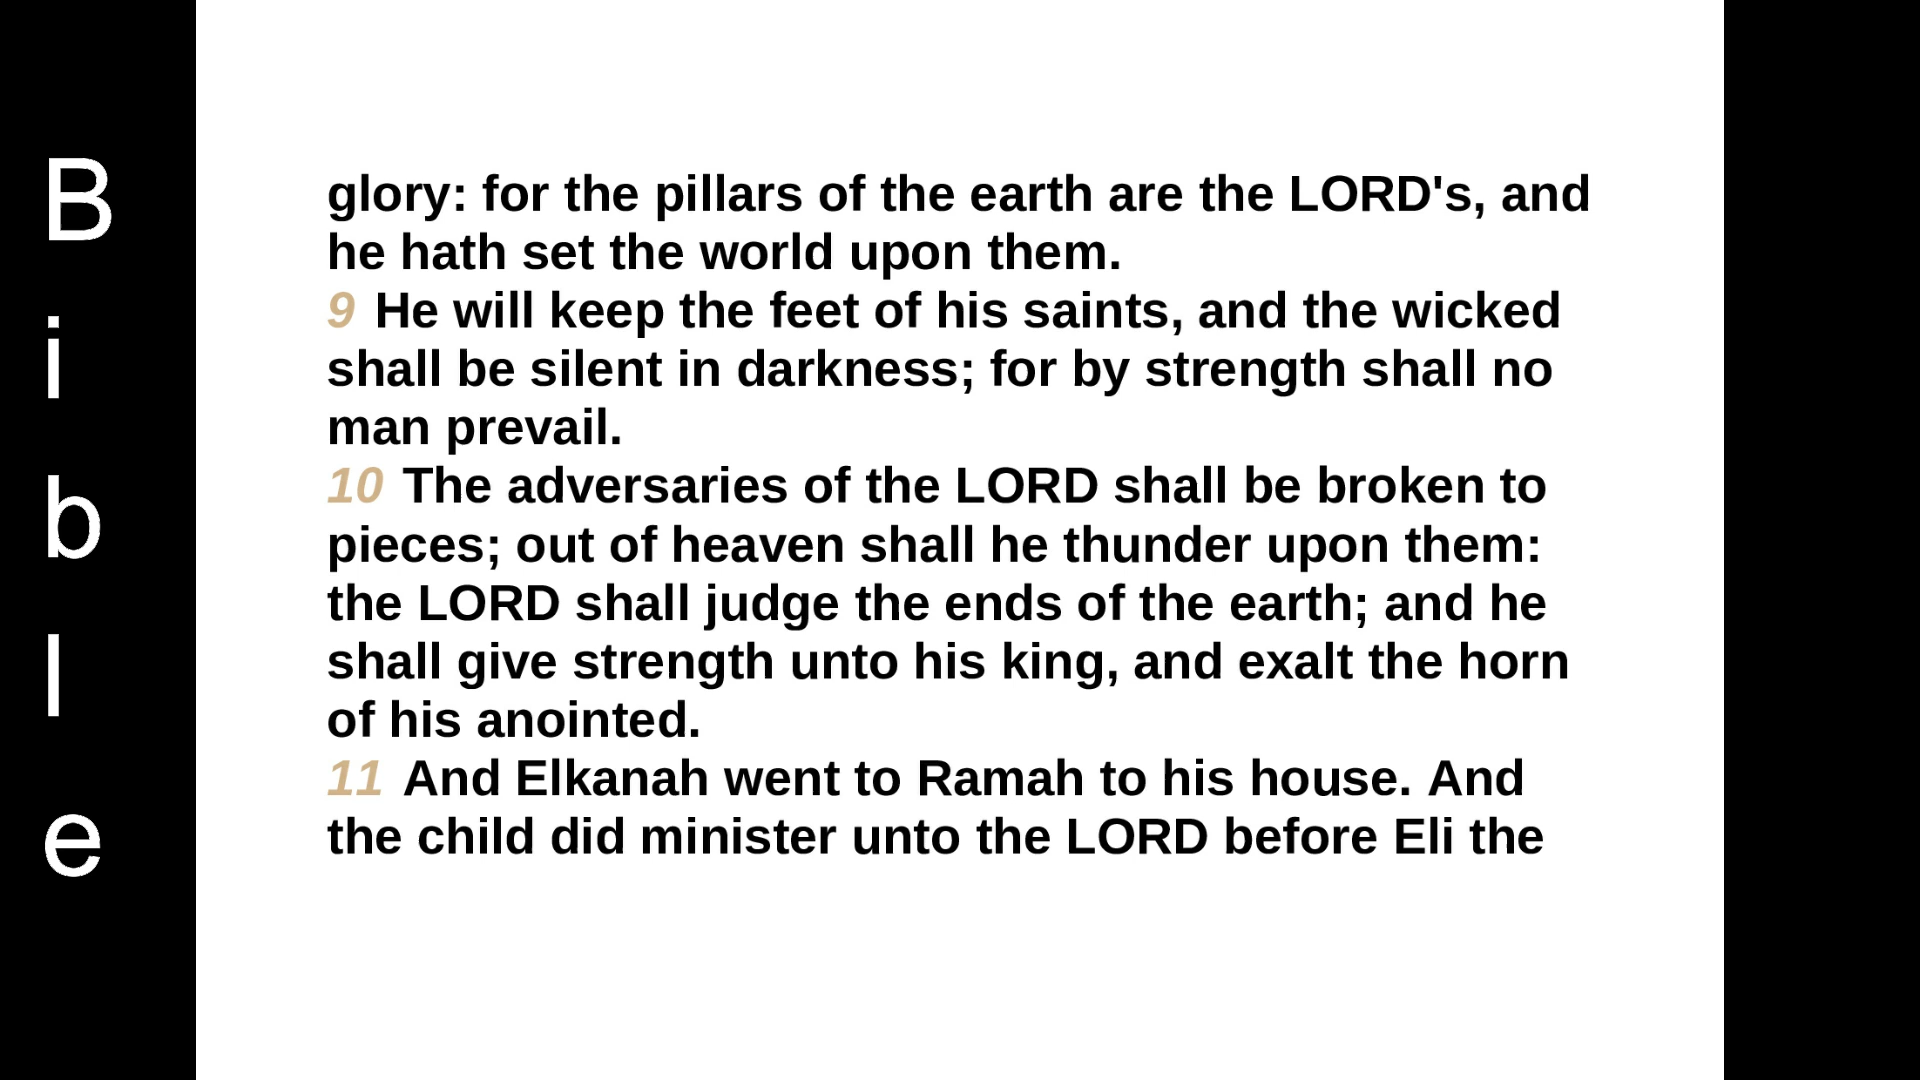 Bible
glory: for the pillars of the earth are the LORD's, and
he hath set the world upon them.
9 He will keep the feet of his saints, and the wicked
shall be silent in darkness; for by strength shall no
man prevail.
10 The adversaries of the LORD shall be broken to
pieces; out of heaven shall he thunder upon them:
the LORD shall judge the ends of the earth; and he
shall give strength unto his king, and exalt the horn
of his anointed.
11 And Elkanah went to Ramah to his house. And
the child did minister unto the LORD before Eli the